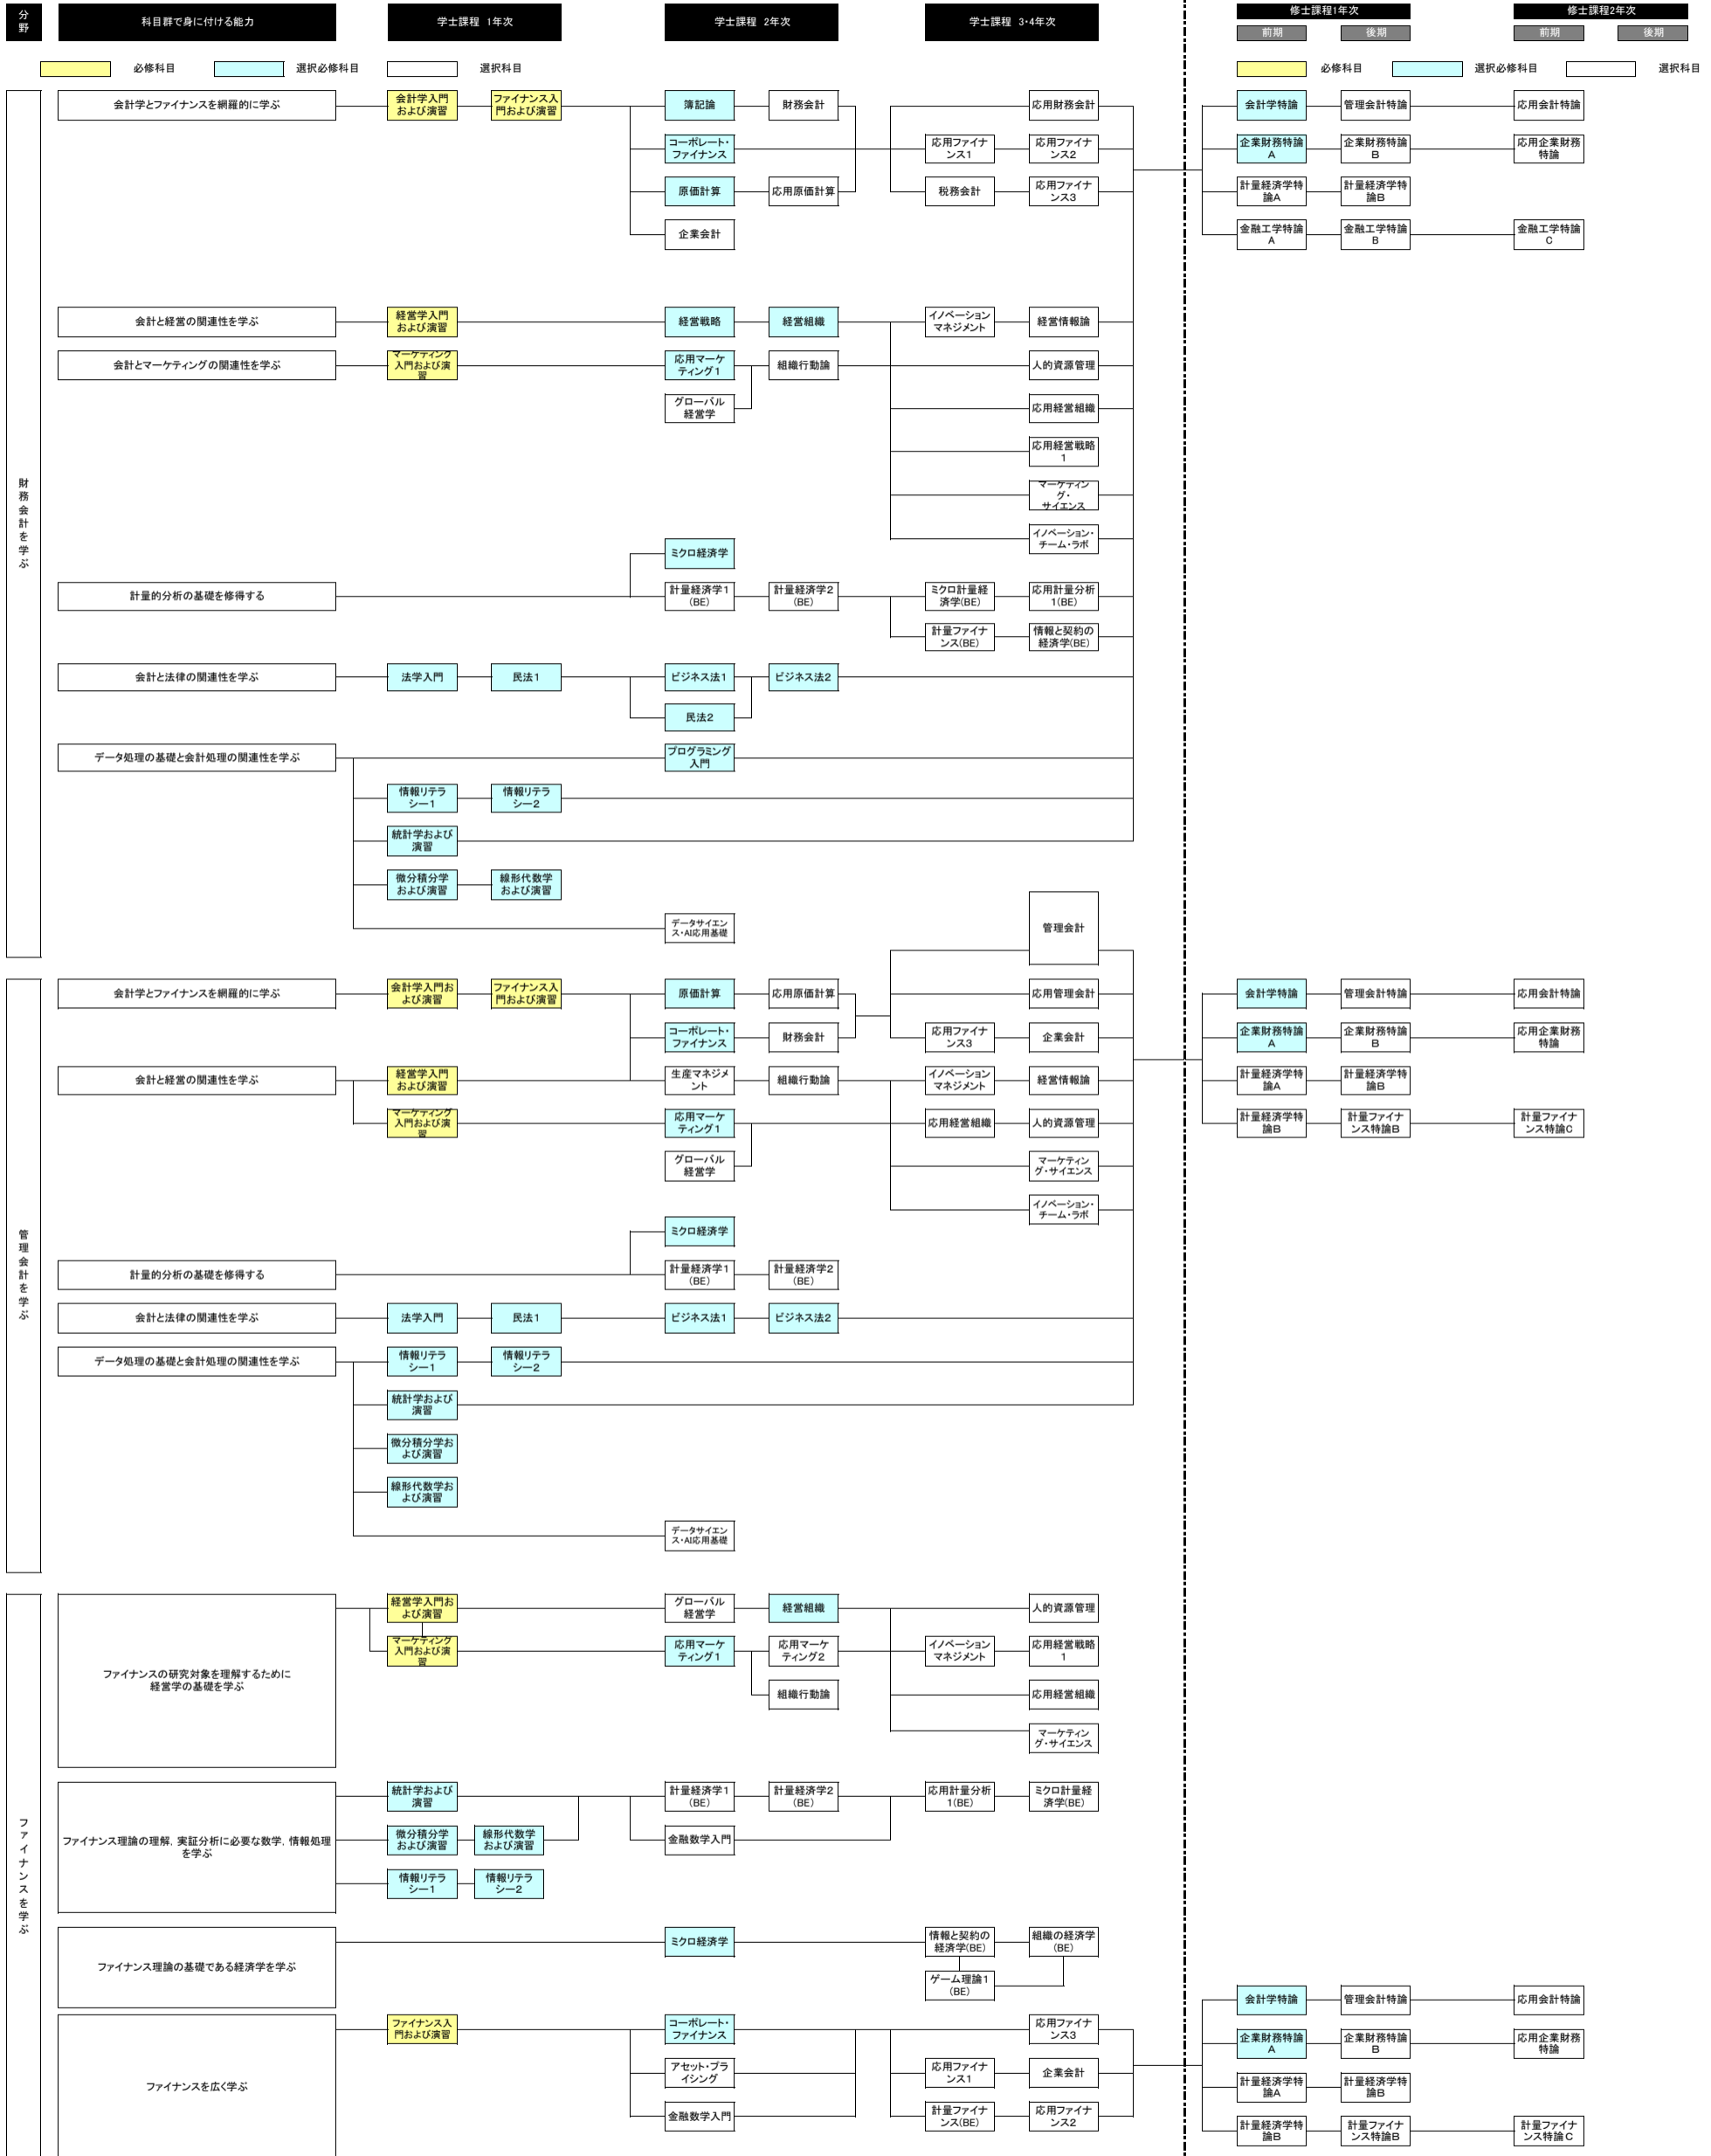 分
野
科目群で身に付ける能力
学士課程 1年次
学士課程 2年次
学士課程 3・4年次
修士課程1年次
修士課程2年次
前期
後期
前期
後期
必修科目
選択必修科目
選択科目
必修科目
選択必修科目
選択科目
財務会計を学ぶ
会計学とファイナンスを網羅的に学ぶ
会計学入門
および演習
ファイナンス入
門および演習
簿記論
財務会計
応用財務会計
会計学特論
管理会計特論
応用会計特論
コーポレート・
ファイナンス
応用ファイナ
ンス1
応用ファイナ
ンス2
企業財務特論
A
企業財務特論
B
応用企業財務
特論
原価計算
応用原価計算
税務会計
応用ファイナ
ンス3
計量経済学特
論A
計量経済学特
論B
企業会計
金融工学特論
A
金融工学特論
B
金融工学特論
C
会計と経営の関連性を学ぶ
経営学入門
および演習
経営戦略
経営組織
イノベーション
マネジメント
経営情報論
会計とマーケティングの関連性を学ぶ
マーケティング
入門および演
習
応用マーケ
ティング1
組織行動論
人的資源管理
グローバル
経営学
応用経営組織
応用経営戦略
1
マーケティン
グ・
サイエンス
イノベーション・
チーム・ラボ
ミクロ経済学
計量的分析の基礎を修得する
計量経済学1
(BE)
計量経済学2
(BE)
ミクロ計量経
済学(BE)
応用計量分析
1(BE)
計量ファイナ
ンス(BE)
情報と契約の
経済学(BE)
会計と法律の関連性を学ぶ
法学入門
民法1
ビジネス法1
ビジネス法2
民法2
データ処理の基礎と会計処理の関連性を学ぶ
プログラミング
入門
情報リテラ
シー1
情報リテラ
シー2
統計学および
演習
微分積分学
および演習
線形代数学
および演習
データサイエン
ス・AI応用基礎
管理会計
管理会計を学ぶ
会計学とファイナンスを網羅的に学ぶ
会計学入門お
よび演習
ファイナンス入
門および演習
原価計算
応用原価計算
応用管理会計
会計学特論
管理会計特論
応用会計特論
コーポレート・
ファイナンス
財務会計
応用ファイナ
ンス3
企業会計
企業財務特論
A
企業財務特論
B
応用企業財務
特論
会計と経営の関連性を学ぶ
経営学入門
および演習
生産マネジメ
ント
組織行動論
イノベーション
マネジメント
経営情報論
計量経済学特
論A
計量経済学特
論B
マーケティング
入門および演
習
応用マーケ
ティング1
応用経営組織
人的資源管理
計量経済学特
論B
計量ファイナ
ンス特論B
計量ファイナ
ンス特論C
グローバル
経営学
マーケティン
グ・サイエンス
イノベーション・
チーム・ラボ
ミクロ経済学
計量的分析の基礎を修得する
計量経済学1
(BE)
計量経済学2
(BE)
会計と法律の関連性を学ぶ
法学入門
民法1
ビジネス法1
ビジネス法2
データ処理の基礎と会計処理の関連性を学ぶ
情報リテラ
シー1
情報リテラ
シー2
統計学および
演習
微分積分学お
よび演習
線形代数学お
よび演習
データサイエン
ス・AI応用基礎
ファイナンスを学ぶ
ファイナンスの研究対象を理解するために
経営学の基礎を学ぶ
経営学入門お
よび演習
グローバル
経営学
経営組織
人的資源管理
マーケティング
入門および演
習
応用マーケ
ティング1
応用マーケ
ティング2
イノベーション
マネジメント
応用経営戦略
1
組織行動論
応用経営組織
マーケティン
グ・サイエンス
ファイナンス理論の理解，実証分析に必要な数学，情報処理
を学ぶ
統計学および
演習
計量経済学1
(BE)
計量経済学2
(BE)
応用計量分析
1(BE)
ミクロ計量経
済学(BE)
微分積分学
および演習
線形代数学
および演習
金融数学入門
情報リテラ
シー1
情報リテラ
シー2
ファイナンス理論の基礎である経済学を学ぶ
ミクロ経済学
情報と契約の
経済学(BE)
組織の経済学
(BE)
ゲーム理論1
(BE)
会計学特論
管理会計特論
応用会計特論
ファイナンスを広く学ぶ
ファイナンス入
門および演習
コーポレート・
ファイナンス
応用ファイナ
ンス3
企業財務特論
A
企業財務特論
B
応用企業財務
特論
アセット・プラ
イシング
応用ファイナ
ンス1
企業会計
計量経済学特
論A
計量経済学特
論B
金融数学入門
計量ファイナ
ンス(BE)
応用ファイナ
ンス2
計量経済学特
論B
計量ファイナ
ンス特論B
計量ファイナ
ンス特論C